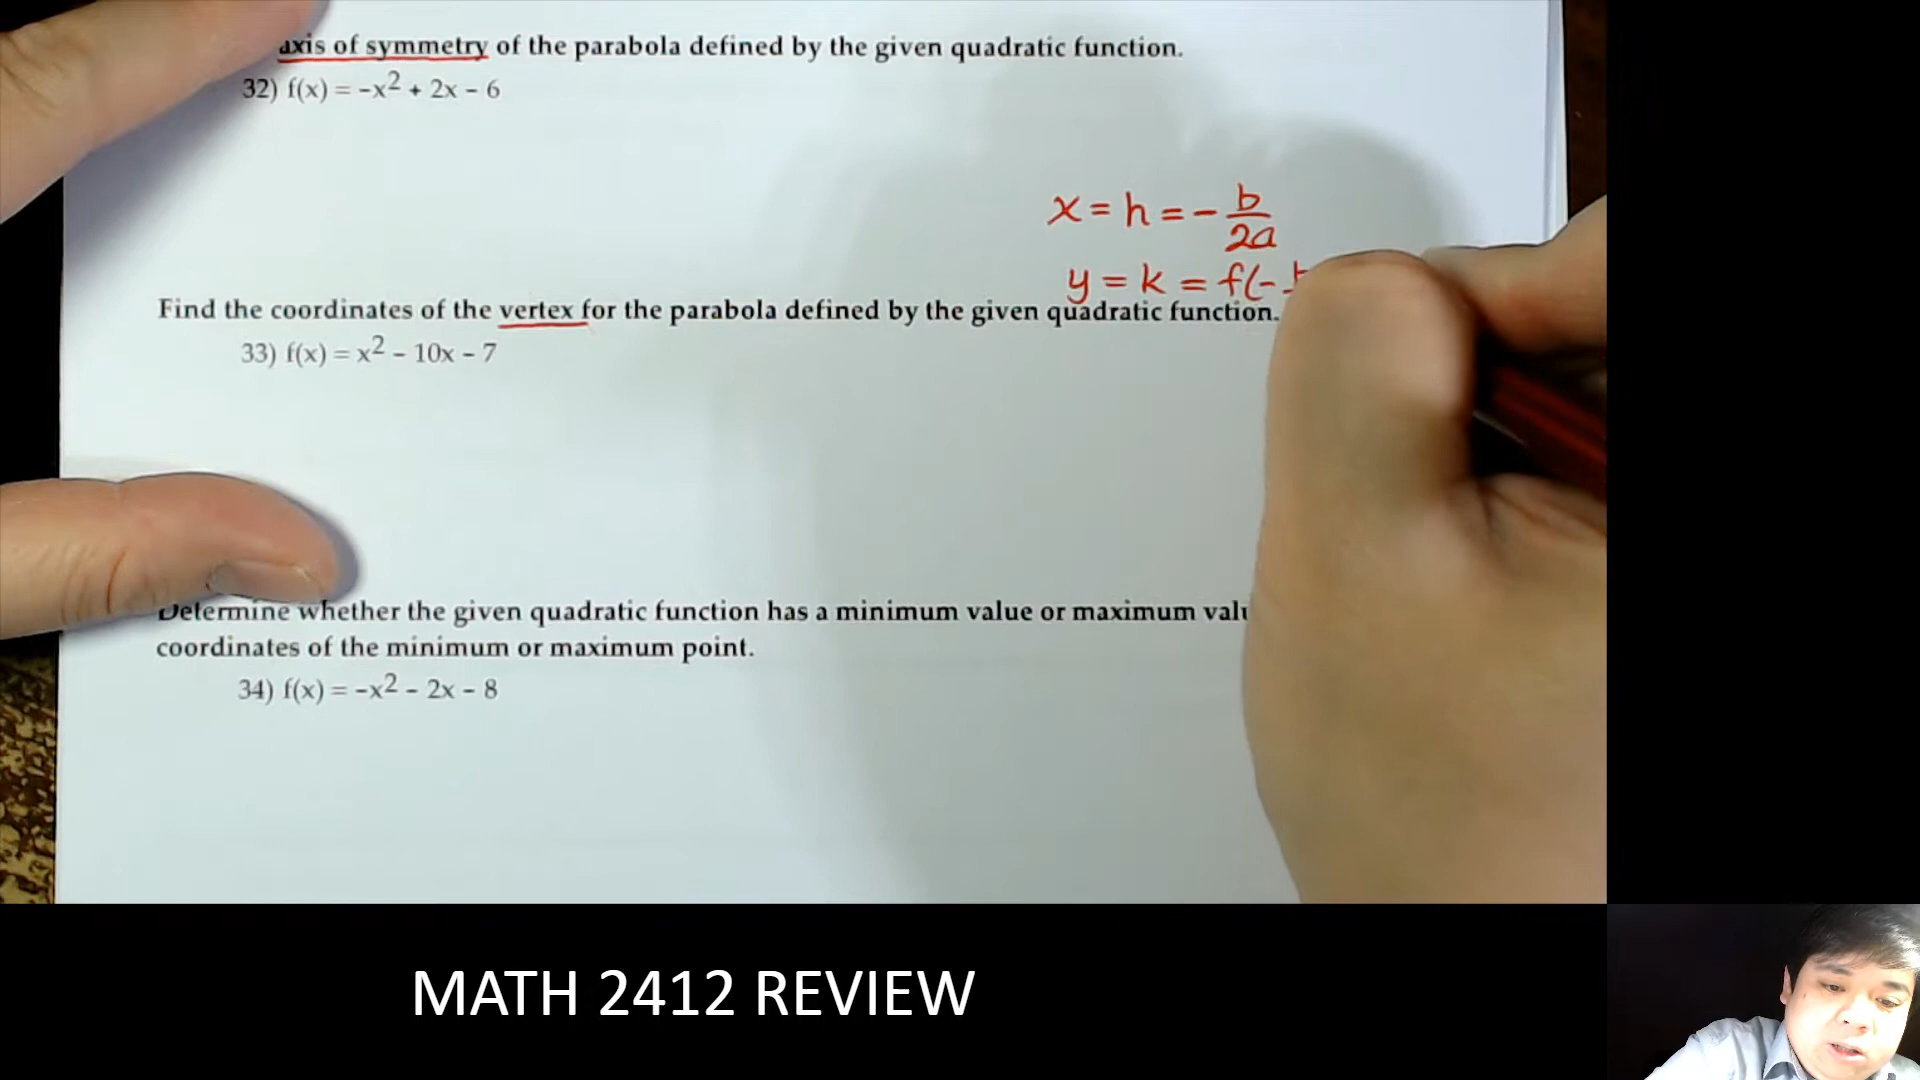 axis of symmetry of the parabola defined by the given quadratic function.
32) f(x) = -x² + 2x - 6
x = h = - b/2a
y = k = f(-
Find the coordinates of the vertex for the parabola defined by the given quadratic function.
33) f(x) = x² - 10x - 7
Determine whether the given quadratic function has a minimum value or maximum
coordinates of the minimum or maximum point.
34) f(x) = -x² - 2x - 8
MATH 2412 REVIEW